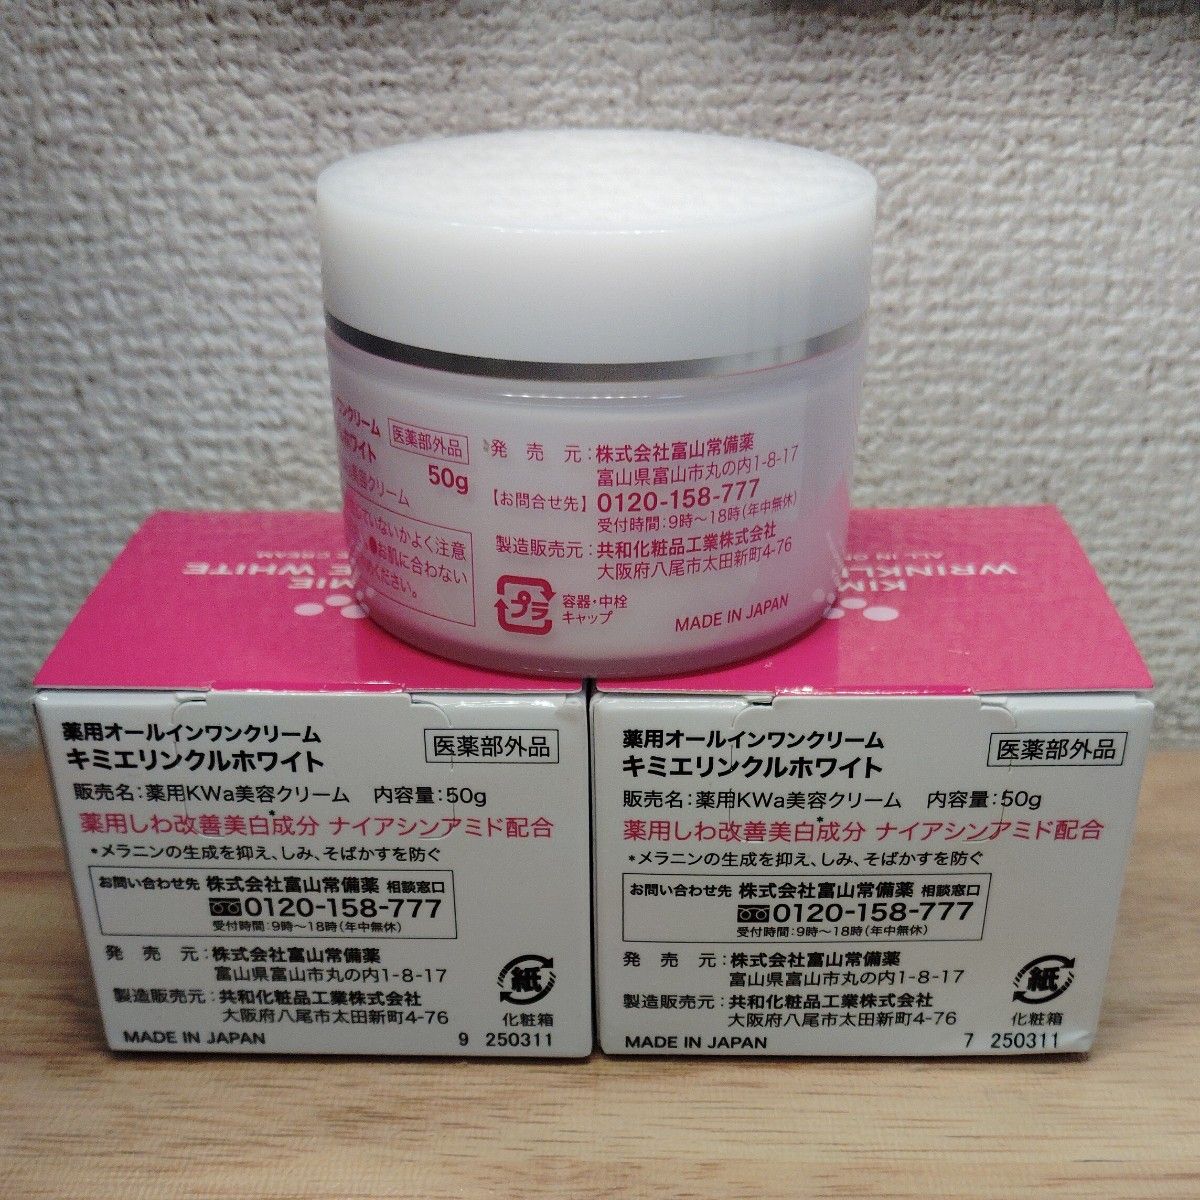 ワンクリーム
ホワイト
医薬部外品
美容クリーム
50g
していないかよく注意
●お肌に合わない
ください。
発売元：株式会社富山常備薬
富山県富山市丸の内1-8-17
【お問合せ先】0120-158-777
受付時間：9時～18時（年中無休）
製造販売元：共和化粧品工業株式会社
大阪府八尾市太田新町4-76
プラ
容器・中栓
キャップ
MADE IN JAPAN
WHITE
CREAM
KIM
WRINKL
ALL IN O
薬用オールインワンクリーム
キミエリンクルホワイト
医薬部外品
販売名：薬用KWa美容クリーム 内容量：50g
薬用しわ改善美白*成分 ナイアシンアミド配合
*メラニンの生成を抑え、しみ、そばかすを防ぐ
お問い合わせ先 株式会社富山常備薬 相談窓口
0120-158-777
受付時間：9時～18時（年中無休）
発売元：株式会社富山常備薬
富山県富山市丸の内1-8-17
製造販売元：共和化粧品工業株式会社
大阪府八尾市太田新町4-76
紙
化粧箱
MADE IN JAPAN
9 250311
薬用オールインワンクリーム
キミエリンクルホワイト
医薬部外品
販売名：薬用KWa美容クリーム 内容量：50g
薬用しわ改善美白*成分 ナイアシンアミド配合
*メラニンの生成を抑え、しみ、そばかすを防ぐ
お問い合わせ先 株式会社富山常備薬 相談窓口
0120-158-777
受付時間：9時～18時（年中無休）
発売元：株式会社富山常備薬
富山県富山市丸の内1-8-17
製造販売元：共和化粧品工業株式会社
大阪府八尾市太田新町4-76
紙
化粧箱
MADE IN JAPAN
7 250311